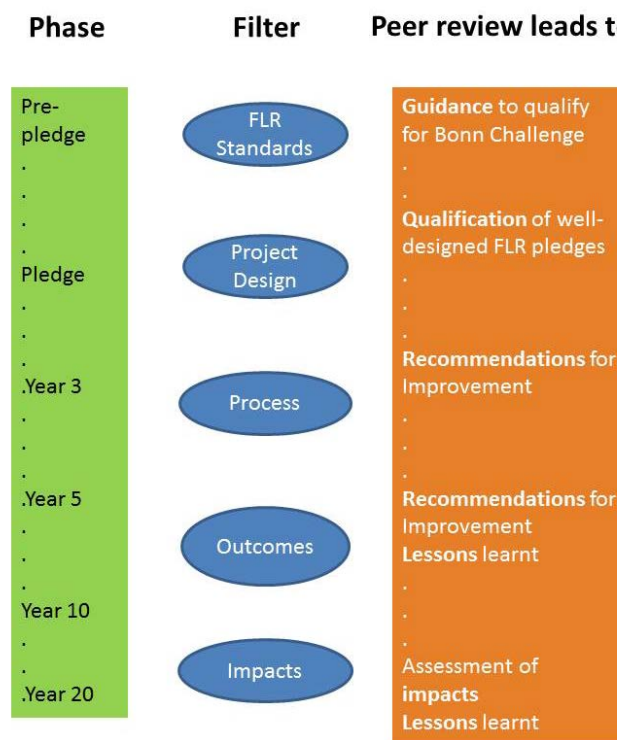 Phase
Filter
Peer review leads t
Pre-
pledge
.
.
.
.
Pledge
.
.
.
.Year 3
.
.
.
.Year 5
.
.
.
Year 10
.
.
.Year 20
FLR
Standards
Project
Design
Process
Outcomes
Impacts
Guidance to qualify
for Bonn Challenge
.
.
Qualification of well-
designed FLR pledges
.
.
.
Recommendations for
Improvement
.
.
.
Recommendations for
Improvement
Lessons learnt
.
.
.
Assessment of
impacts
Lessons learnt